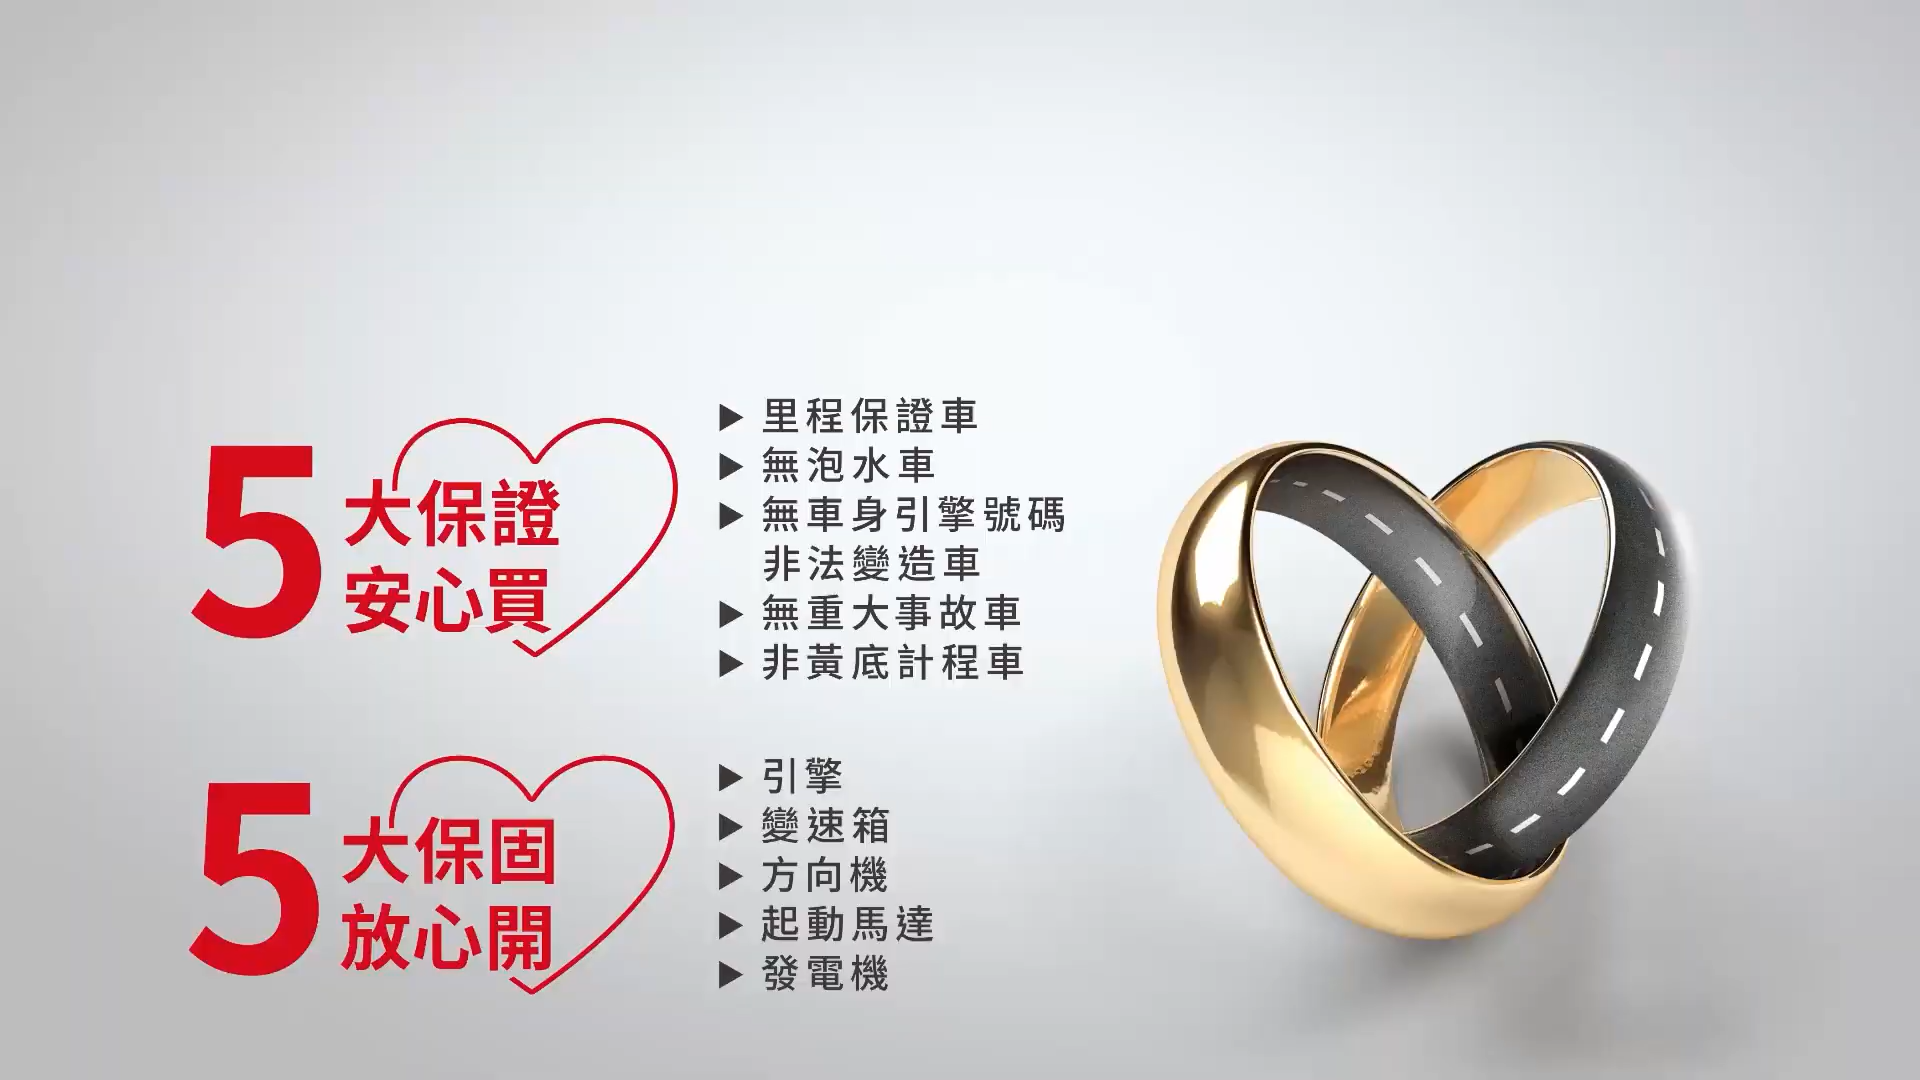 5大保證
安心買
▶ 里程保證車
▶ 無泡水車
▶ 無車身引擎號碼
非法變造車
▶ 無重大事故車
▶ 非黃底計程車
5大保固
放心開
▶ 引擎
▶ 變速箱
▶ 方向機
▶ 起動馬達
▶ 發電機